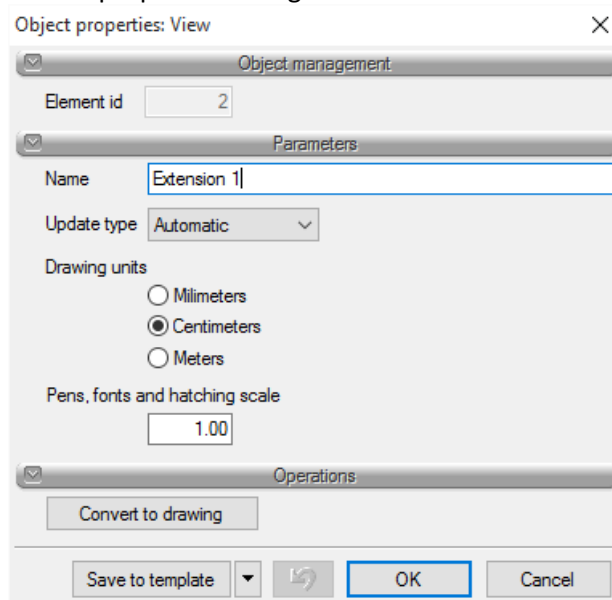 Object properties: View
Object management
Element id 2
Parameters
Name Extension 1
Update type Automatic
Drawing units
Milimeters
Centimeters
Meters
Pens, fonts and hatching scale
1.00
Operations
Convert to drawing
Save to template OK Cancel